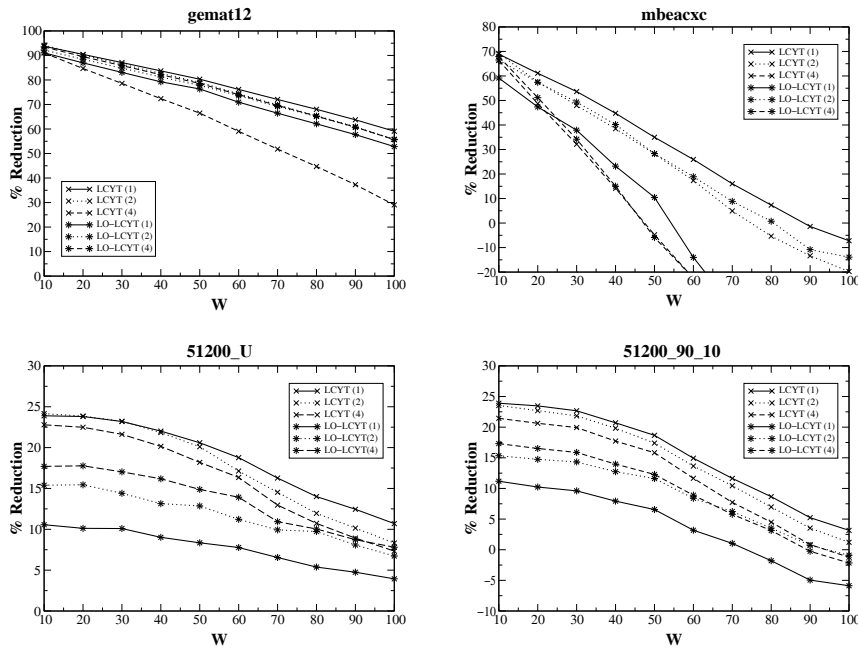 gemat12
100
90
80
70
60
50
40
30
20
10
0
% Reduction
LCYT (1)
LCYT (2)
LCYT (4)
LO-LCYT (1)
LO-LCYT (2)
LO-LCYT (4)
10 20 30 40 50 60 70 80 90 100
W
mbeacxc
80
70
60
50
40
30
20
10
0
-10
-20
% Reduction
LCYT (1)
LCYT (2)
LCYT (4)
LO-LCYT (1)
LO-LCYT (2)
LO-LCYT (4)
10 20 30 40 50 60 70 80 90 100
W
51200_U
30
25
20
15
10
5
0
% Reduction
LCYT (1)
LCYT (2)
LCYT (4)
LO-LCYT (1)
LO-LCYT (2)
LO-LCYT(4)
10 20 30 40 50 60 70 80 90 100
W
51200_90_10
30
25
20
15
10
5
0
-5
-10
% Reduction
LCYT (1)
LCYT (2)
LCYT (4)
LO-LCYT (1)
LO-LCYT (2)
LO-LCYT (4)
10 20 30 40 50 60 70 80 90 100
W